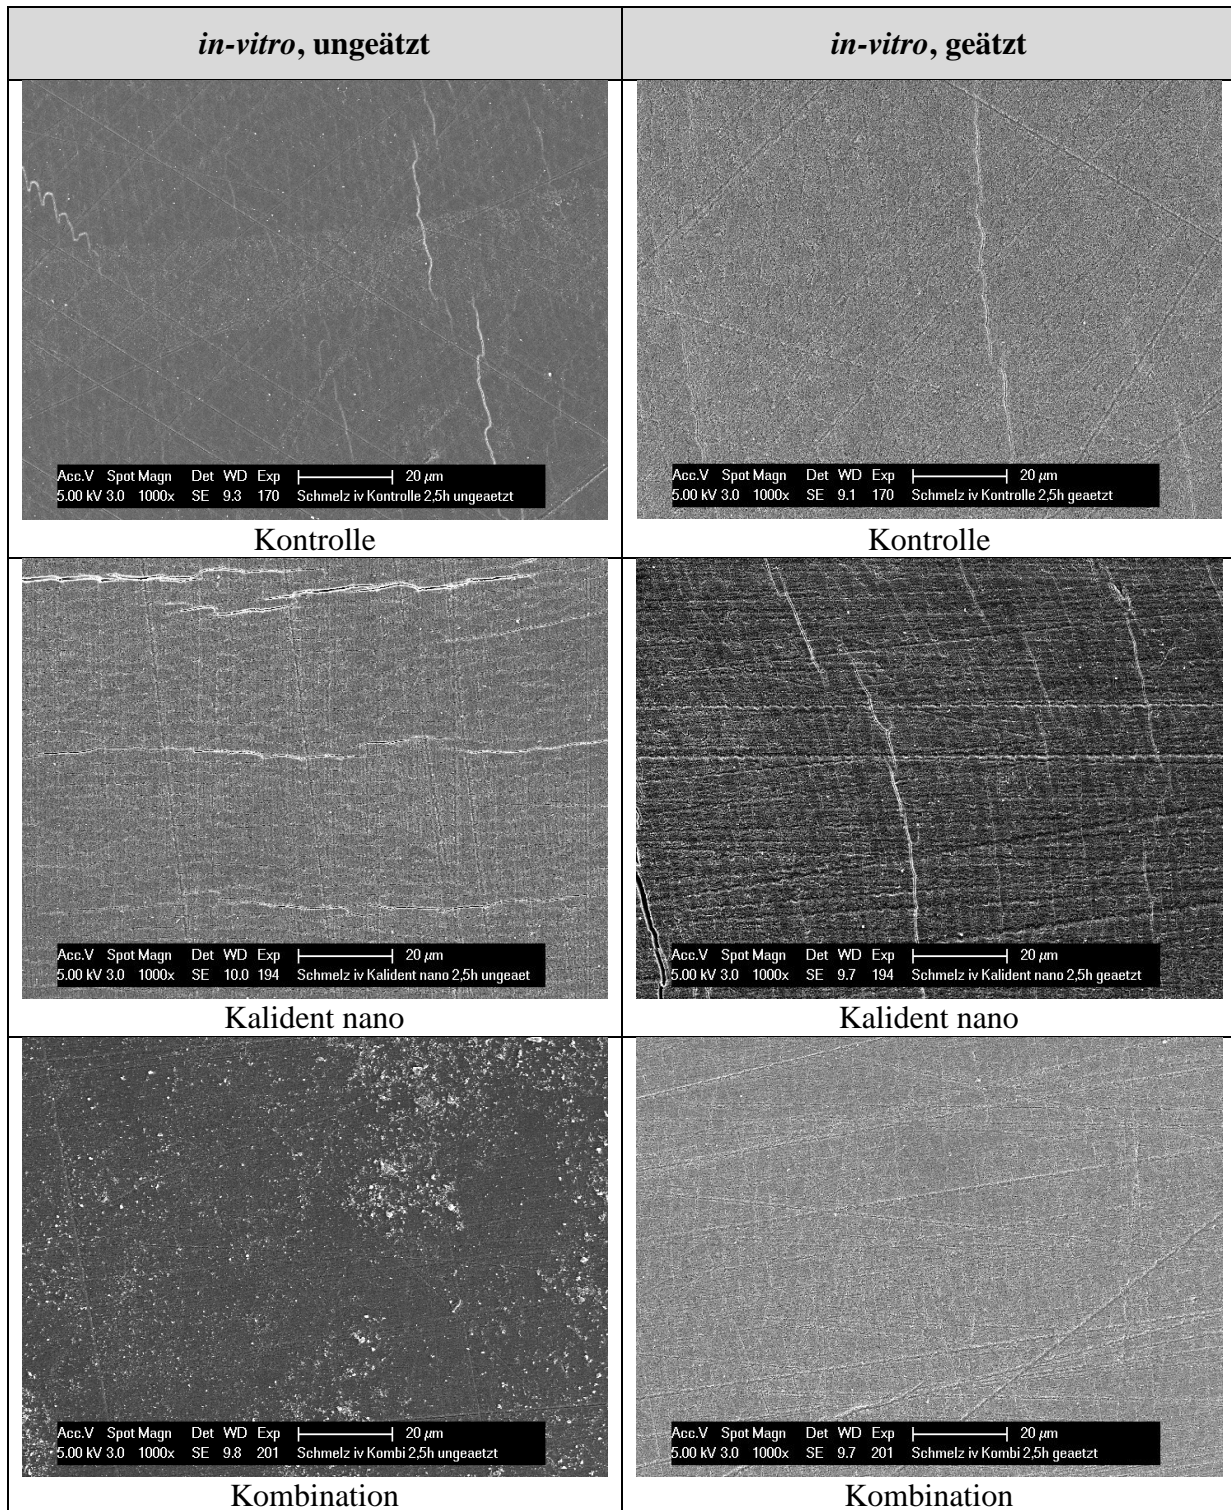 in-vitro, ungeätzt
in-vitro, geätzt
Acc.V Spot Magn Det WD Exp 20 µm
5.00 kV 3.0 1000x SE 9.3 170 Schmelz iv Kontrolle 2,5h ungeaetzt
Kontrolle
Acc.V Spot Magn Det WD Exp 20 µm
5.00 kV 3.0 1000x SE 9.1 170 Schmelz iv Kontrolle 2,5h geaetzt
Kontrolle
Acc.V Spot Magn Det WD Exp 20 µm
5.00 kV 3.0 1000x SE 10.0 194 Schmelz iv Kalident nano 2,5h ungeaet
Kalident nano
Acc.V Spot Magn Det WD Exp 20 µm
5.00 kV 3.0 1000x SE 9.7 194 Schmelz iv Kalident nano 2,5h geaetzt
Kalident nano
Acc.V Spot Magn Det WD Exp 20 µm
5.00 kV 3.0 1000x SE 9.8 201 Schmelz iv Kombi 2,5h ungeaetzt
Kombination
Acc.V Spot Magn Det WD Exp 20 µm
5.00 kV 3.0 1000x SE 9.7 201 Schmelz iv Kombi 2,5h geaetzt
Kombination